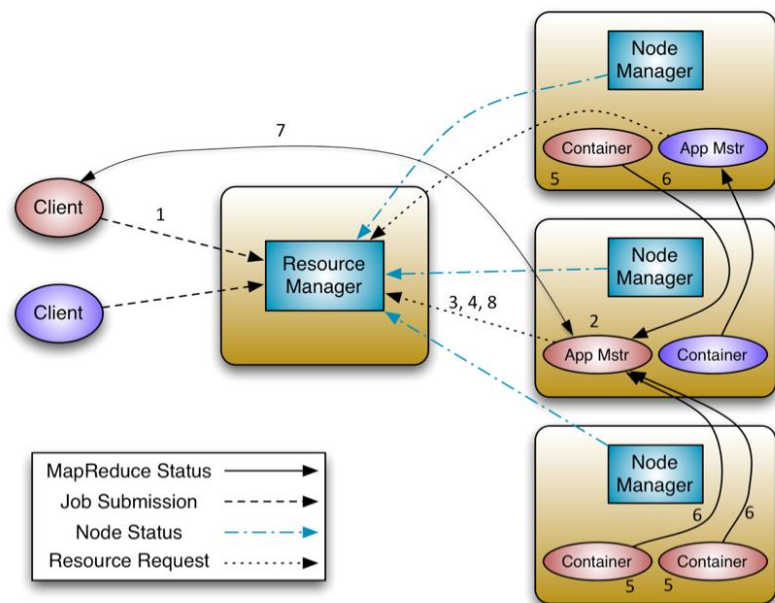 Node
Manager
7
Container
App Mstr
5
6
Client
1
Resource
Manager
Node
Manager
Client
3, 4, 8
2
App Mstr
Container
MapReduce Status
Job Submission
Node Status
Resource Request
Node
Manager
6
6
Container
Container
5
5